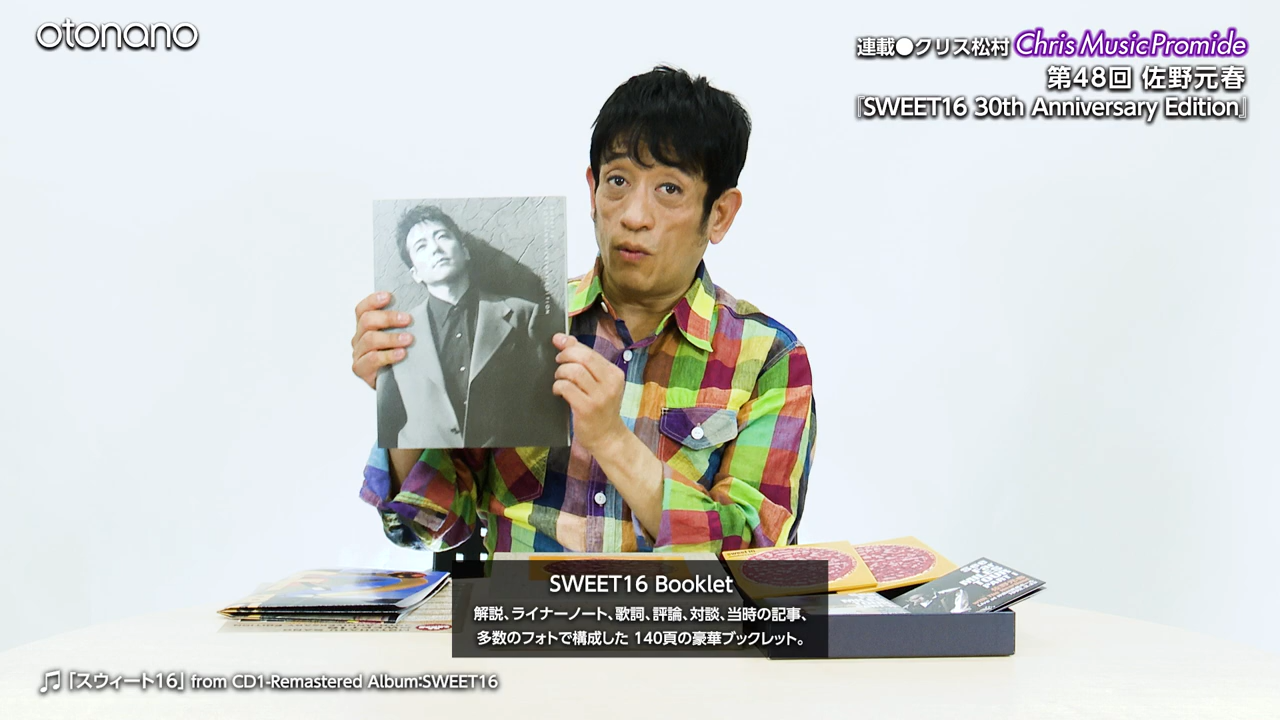 otonano
連載●クリス松村 Chris Music Promide
第48回 佐野元春
『SWEET16 30th Anniversary Edition』
sweet 16
SWEET16 Booklet
解説、ライナーノート、歌詞、評論、対談、当時の記事、
多数のフォトで構成した 140頁の豪華ブックレット。
♫「スウィート16」 from CD1-Remastered Album:SWEET16